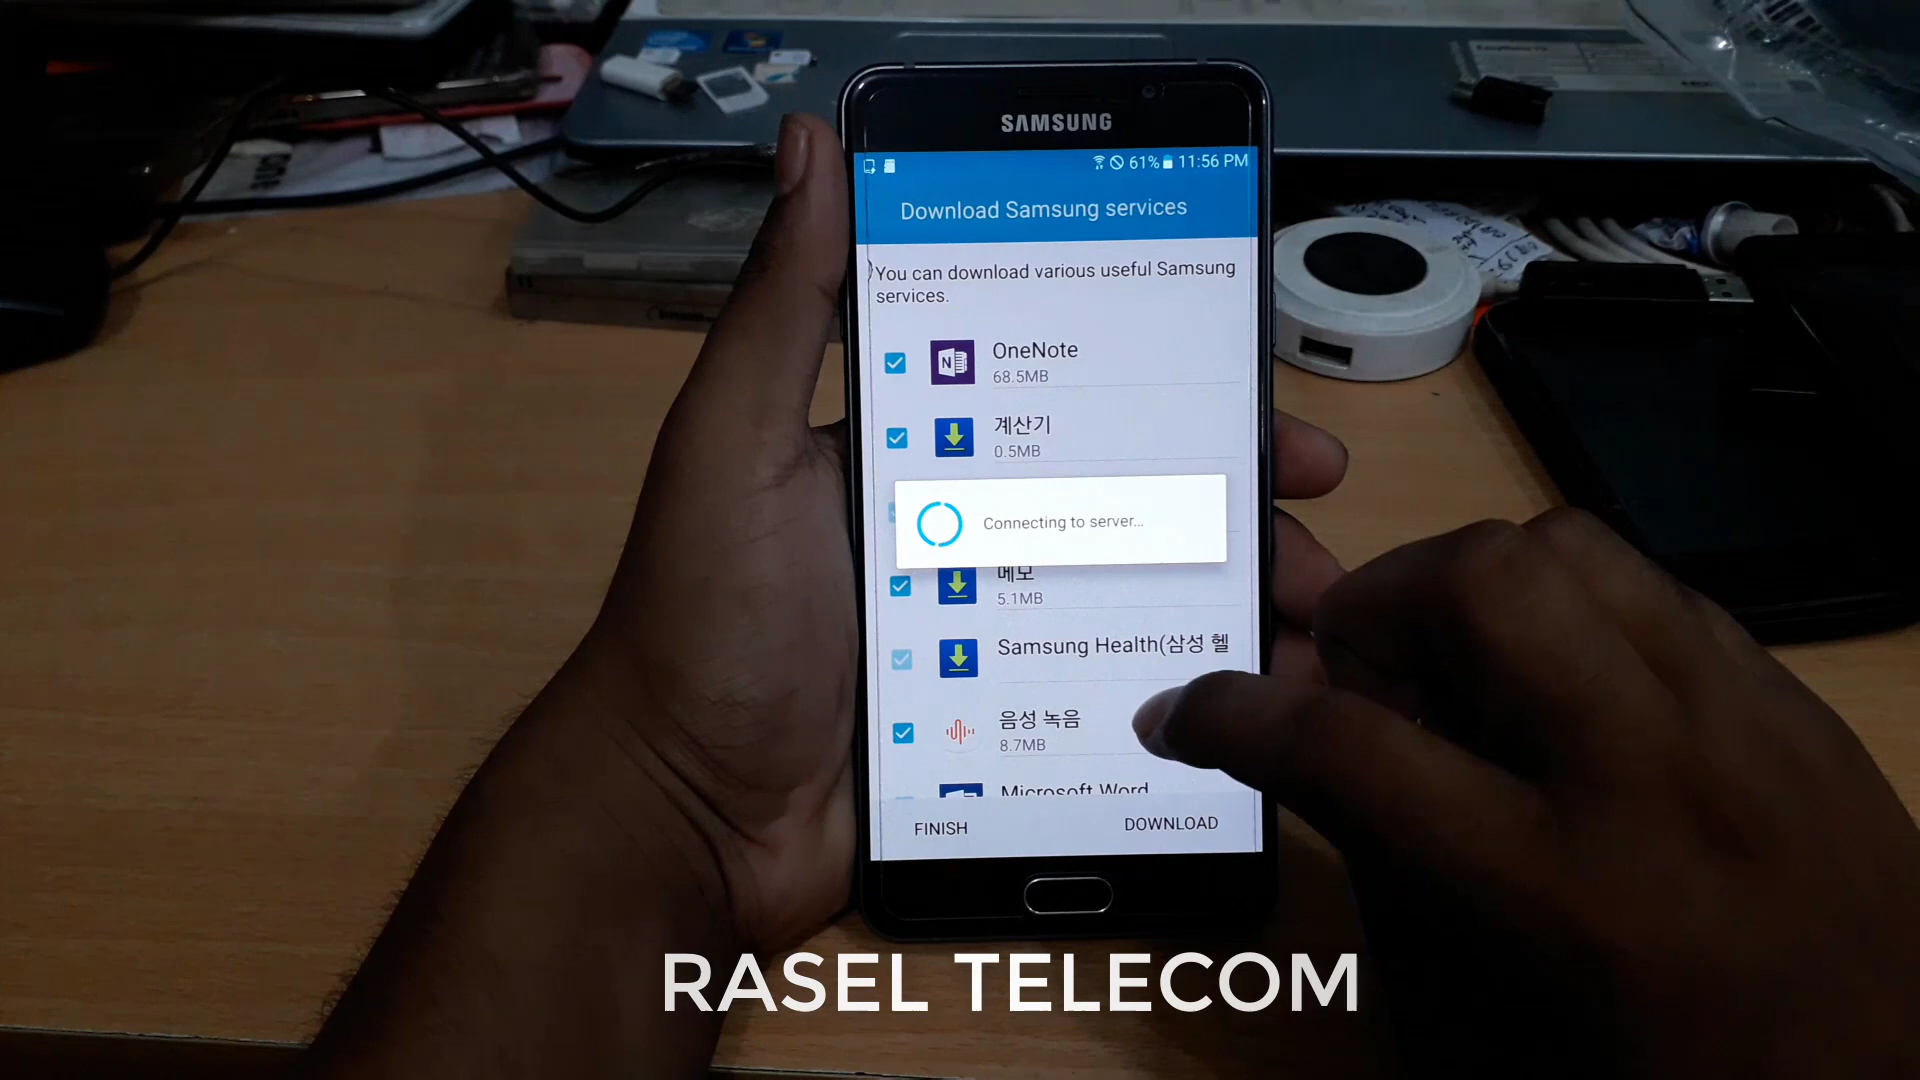 SAMSUNG
61% 11:56 PM
Download Samsung services
You can download various useful Samsung
services.
OneNote
68.5MB
계산기
0.5MB
Connecting to server...
메모
5.1MB
Samsung Health(삼성 헬
음성 녹음
8.7MB
Microsoft Word
FINISH
DOWNLOAD
RASEL TELECOM